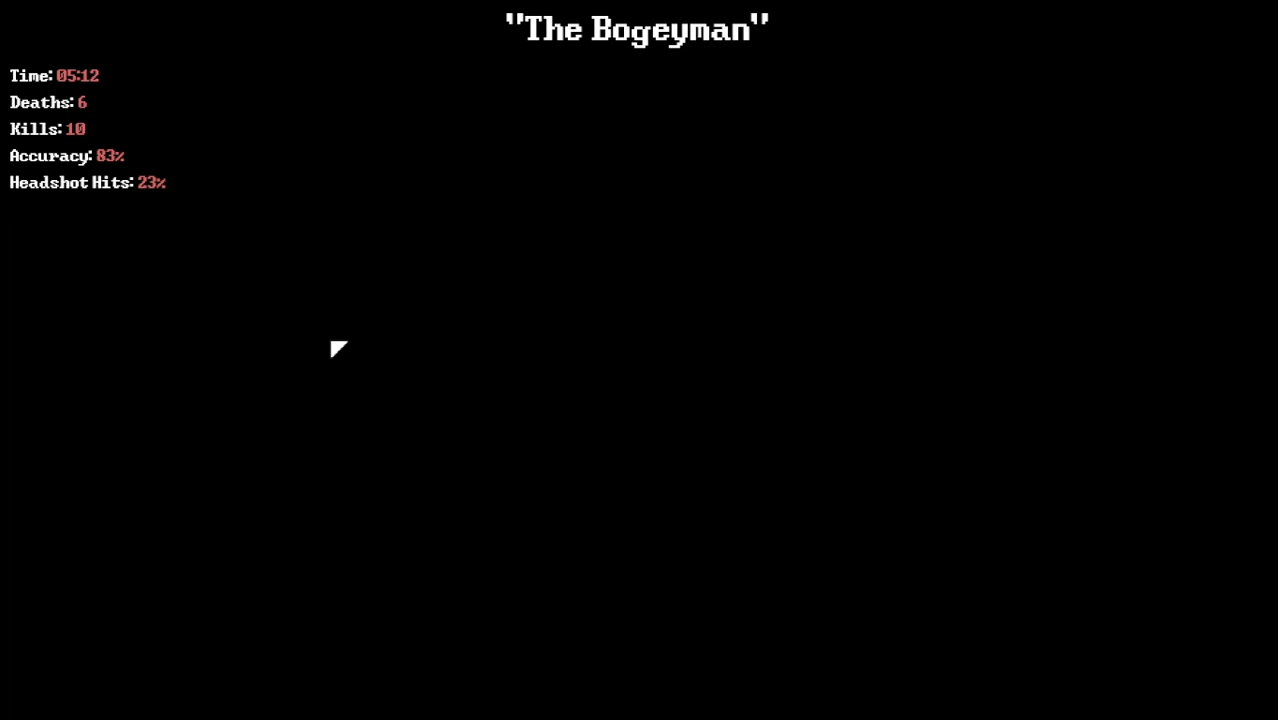 "The Bogeyman"
Time: 05:12
Deaths: 6
Kills: 10
Accuracy: 83%
Headshot Hits: 23%